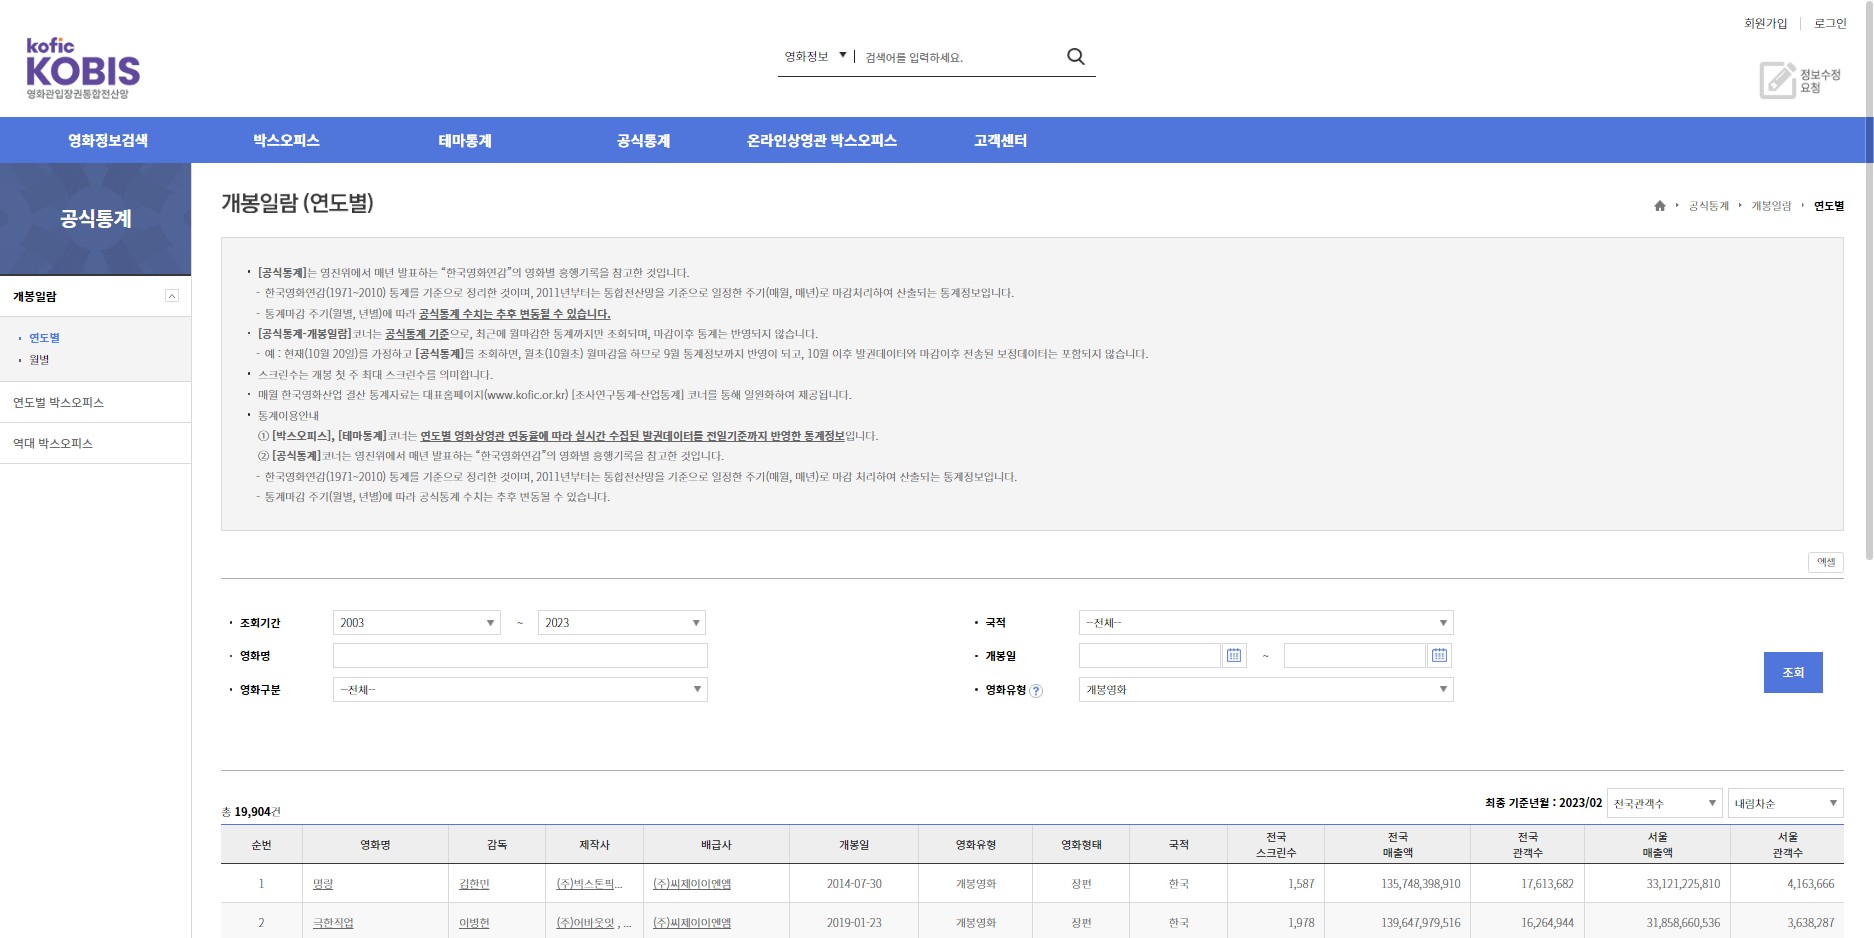 회원가입 로그인
kofic
KOBIS
영화관입장권통합전산망
영화정보 ▼ 검색어를 입력하세요.
정보수정
요청
영화정보검색 박스오피스 테마통계 공식통계 온라인상영관 박스오피스 고객센터
공식통계
개봉일람
연도별
월별
연도별 박스오피스
역대 박스오피스
개봉일람 (연도별)
공식통계 개봉일람 연도별
[공식통계]는 영진위에서 매년 발표하는 “한국영화연감”의 영화별 흥행기록을 참고한 것입니다.
- 한국영화연감(1971~2010) 통계를 기준으로 정리한 것이며, 2011년부터는 통합전산망을 기준으로 일정한 주기(매월, 매년)로 마감처리하여 산출되는 통계정보입니다.
- 통계마감 주기(월별, 년별)에 따라 공식통계 수치는 추후 변동될 수 있습니다.
[공식통계-개봉일람]코너는 공식통계 기준으로, 최근에 월마감한 통계까지만 조회되며, 마감이후 통계는 반영되지 않습니다.
- 예 : 현재(10월 20일)를 가정하고 [공식통계]를 조회하면, 월초(10월초) 월마감을 하므로 9월 통계정보까지 반영이 되고, 10월 이후 발권데이터와 마감이후 전송된 보정데이터는 포함되지 않습니다.
스크린수는 개봉 첫 주 최대 스크린수를 의미합니다.
매월 한국영화산업 결산 통계자료는 대표홈페이지(www.kofic.or.kr) [조사연구통계-산업통계] 코너를 통해 일원화하여 제공됩니다.
통계이용안내
① [박스오피스], [테마통계]코너는 연도별 영화상영관 연동율에 따라 실시간 수집된 발권데이터를 전일기준까지 반영한 통계정보입니다.
② [공식통계]코너는 영진위에서 매년 발표하는 “한국영화연감”의 영화별 흥행기록을 참고한 것입니다.
- 한국영화연감(1971~2010) 통계를 기준으로 정리한 것이며, 2011년부터는 통합전산망을 기준으로 일정한 주기(매월, 매년)로 마감 처리하여 산출되는 통계정보입니다.
- 통계마감 주기(월별, 년별)에 따라 공식통계 수치는 추후 변동될 수 있습니다.
엑셀
조회기간 2003 ~ 2023 국적 --전체--
영화명 개봉일 ~
영화구분 --전체-- 영화유형 ? 개봉영화
조회
총 19,904건 최종 기준년월 : 2023/02 전국관객수 내림차순
순번 영화명 감독 제작사 배급사 개봉일 영화유형 영화형태 국적 전국 스크린수 전국 매출액 전국 관객수 서울 매출액 서울 관객수
1 명량 김한민 (주)빅스톤픽... (주)씨제이이엔엠 2014-07-30 개봉영화 장편 한국 1,587 135,748,398,910 17,613,682 33,121,225,810 4,163,666
2 극한직업 이병헌 (주)어바웃잇 , ... (주)씨제이이엔엠 2019-01-23 개봉영화 장편 한국 1,978 139,647,979,516 16,264,944 31,858,660,536 3,638,287